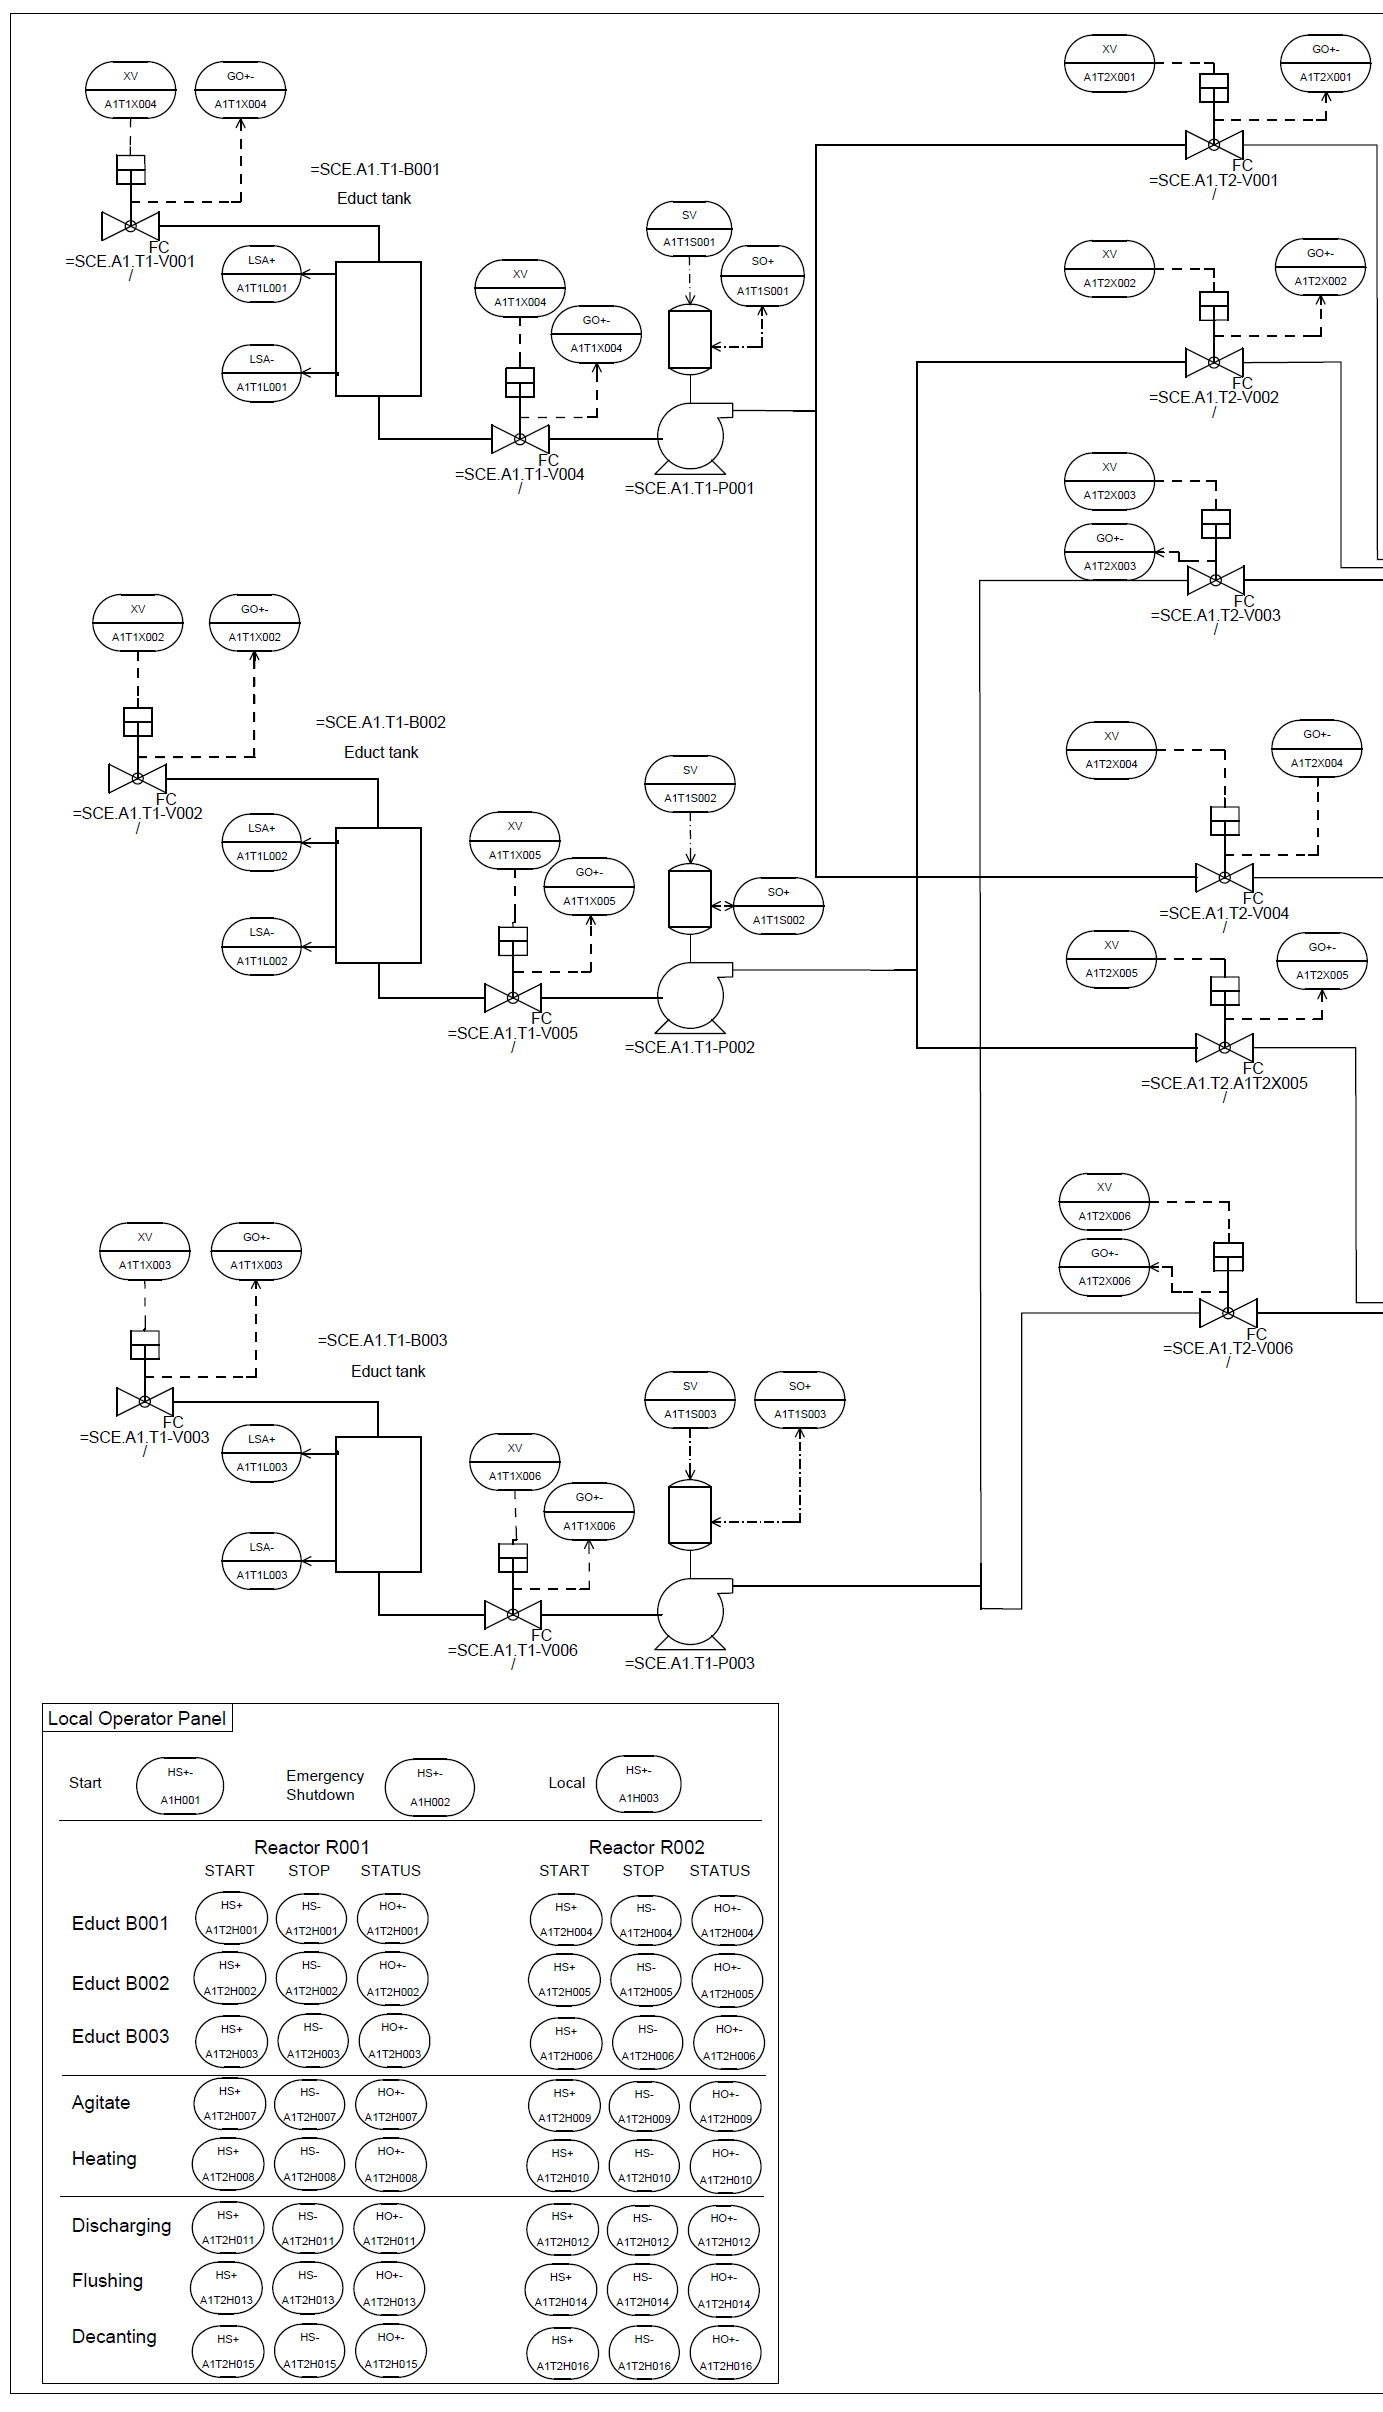 XV
A1T1X004
GO+-
A1T1X004
=SCE.A1.T1-B001
Educt tank
FC
=SCE.A1.T1-V001
/
LSA+
A1T1L001
LSA-
A1T1L001
XV
A1T1X004
GO+-
A1T1X004
FC
=SCE.A1.T1-V004
/
SV
A1T1S001
SO+
A1T1S001
=SCE.A1.T1-P001
XV
A1T2X001
GO+-
A1T2X001
FC
=SCE.A1.T2-V001
/
XV
A1T2X002
GO+-
A1T2X002
FC
=SCE.A1.T2-V002
/
XV
A1T2X003
GO+-
A1T2X003
FC
=SCE.A1.T2-V003
/
XV
A1T1X002
GO+-
A1T1X002
=SCE.A1.T1-B002
Educt tank
FC
=SCE.A1.T1-V002
/
LSA+
A1T1L002
LSA-
A1T1L002
XV
A1T1X005
GO+-
A1T1X005
FC
=SCE.A1.T1-V005
/
SV
A1T1S002
SO+
A1T1S002
=SCE.A1.T1-P002
XV
A1T2X004
GO+-
A1T2X004
FC
=SCE.A1.T2-V004
/
XV
A1T2X005
GO+-
A1T2X005
FC
=SCE.A1.T2.A1T2X005
/
XV
A1T2X006
GO+-
A1T2X006
FC
=SCE.A1.T2-V006
/
XV
A1T1X003
GO+-
A1T1X003
=SCE.A1.T1-B003
Educt tank
FC
=SCE.A1.T1-V003
/
LSA+
A1T1L003
LSA-
A1T1L003
XV
A1T1X006
GO+-
A1T1X006
FC
=SCE.A1.T1-V006
/
SV
A1T1S003
SO+
A1T1S003
=SCE.A1.T1-P003
Local Operator Panel
Start
HS+-
A1H001
Emergency
Shutdown
HS+-
A1H002
Local
HS+-
A1H003
Reactor R001 Reactor R002
START STOP STATUS START STOP STATUS
Educt B001
HS+ HS- HO+- HS+ HS- HO+-
A1T2H001 A1T2H001 A1T2H001 A1T2H004 A1T2H004 A1T2H004
Educt B002
HS+ HS- HO+- HS+ HS- HO+-
A1T2H002 A1T2H002 A1T2H002 A1T2H005 A1T2H005 A1T2H005
Educt B003
HS+ HS- HO+- HS+ HS- HO+-
A1T2H003 A1T2H003 A1T2H003 A1T2H006 A1T2H006 A1T2H006
Agitate
HS+ HS- HO+- HS+ HS- HO+-
A1T2H007 A1T2H007 A1T2H007 A1T2H009 A1T2H009 A1T2H009
Heating
HS+ HS- HO+- HS+ HS- HO+-
A1T2H008 A1T2H008 A1T2H008 A1T2H010 A1T2H010 A1T2H010
Discharging
HS+ HS- HO+- HS+ HS- HO+-
A1T2H011 A1T2H011 A1T2H011 A1T2H012 A1T2H012 A1T2H012
Flushing
HS+ HS- HO+- HS+ HS- HO+-
A1T2H013 A1T2H013 A1T2H013 A1T2H014 A1T2H014 A1T2H014
Decanting
HS+ HS- HO+- HS+ HS- HO+-
A1T2H015 A1T2H015 A1T2H015 A1T2H016 A1T2H016 A1T2H016